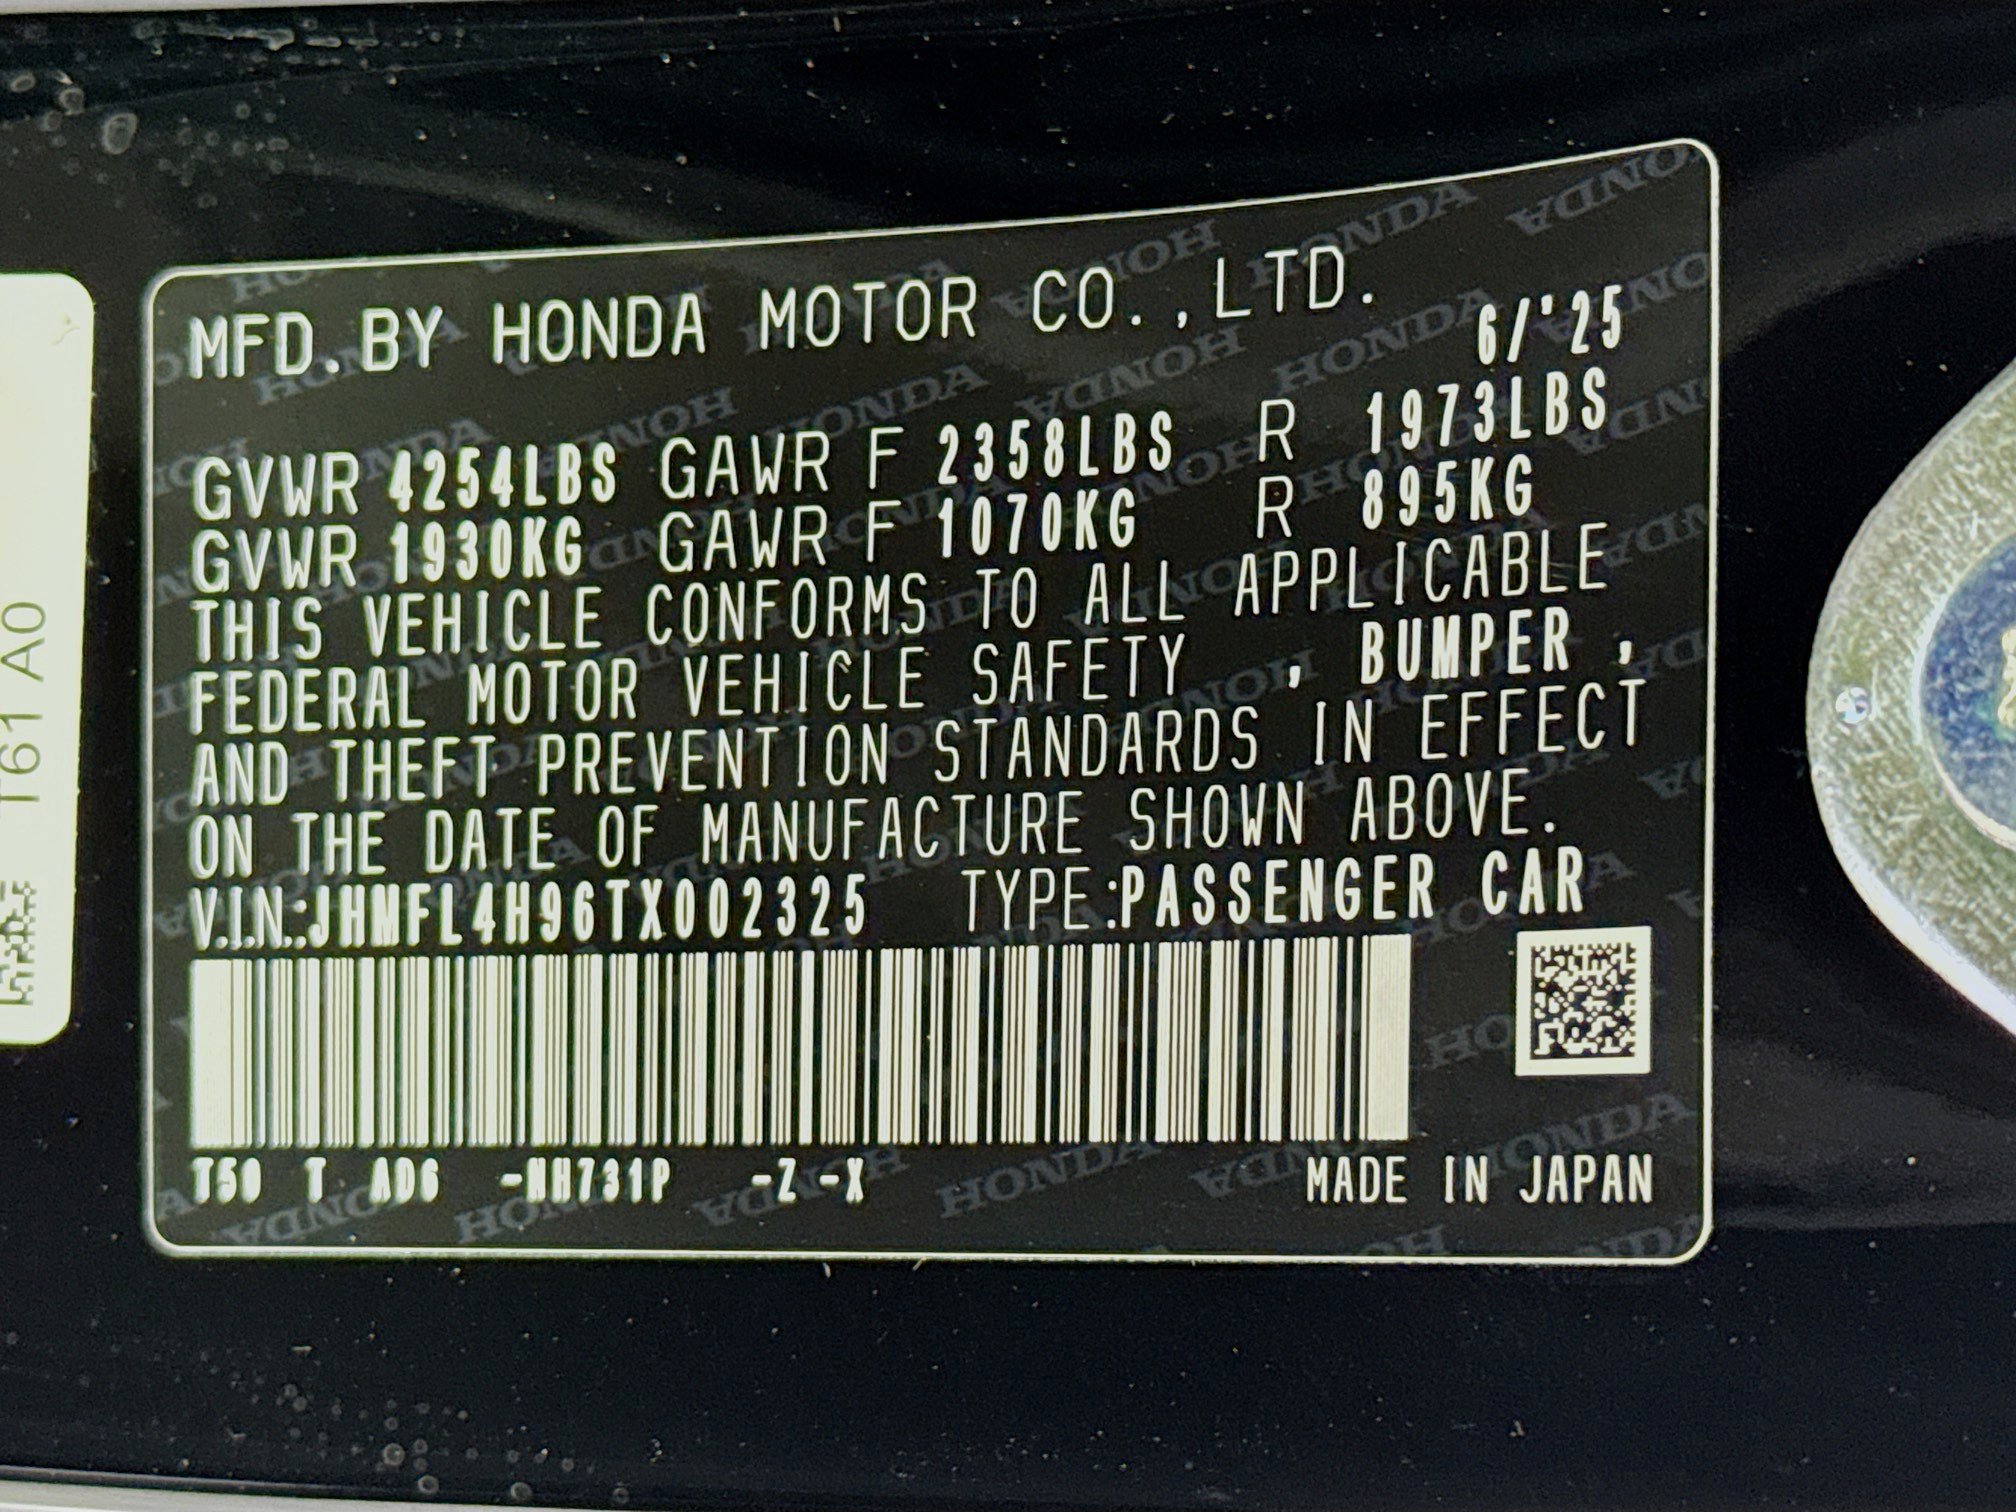 MFD.BY HONDA MOTOR CO.,LTD.
6/'25
GVWR 4254LBS GAWR F 2358LBS R 1973LBS
GVWR 1930KG GAWR F 1070KG R 895KG
THIS VEHICLE CONFORMS TO ALL APPLICABLE
FEDERAL MOTOR VEHICLE SAFETY , BUMPER ,
AND THEFT PREVENTION STANDARDS IN EFFECT
ON THE DATE OF MANUFACTURE SHOWN ABOVE.
V.I.N.:JHMFL4H96TX002325 TYPE:PASSENGER CAR
T50 T AD6 -NH731P -Z-X
MADE IN JAPAN
T61 A0